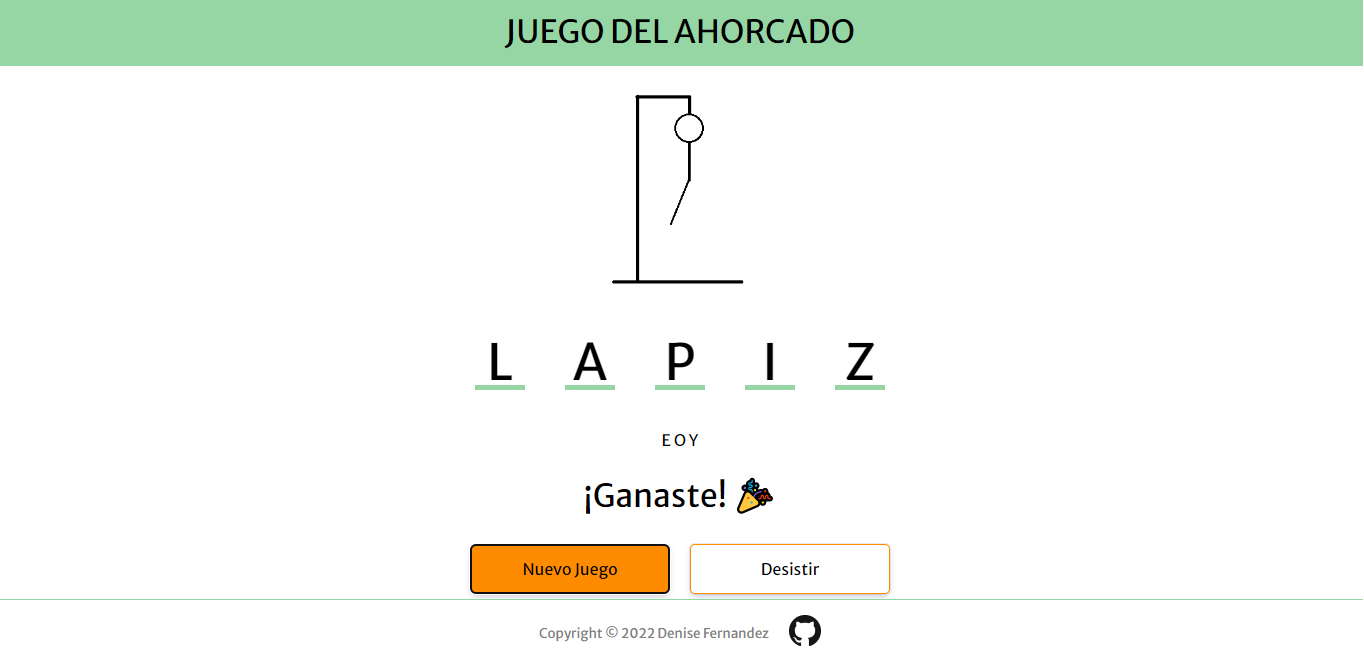 JUEGO DEL AHORCADO
L A P I Z
E O Y
¡Ganaste!
Nuevo Juego
Desistir
Copyright © 2022 Denise Fernandez